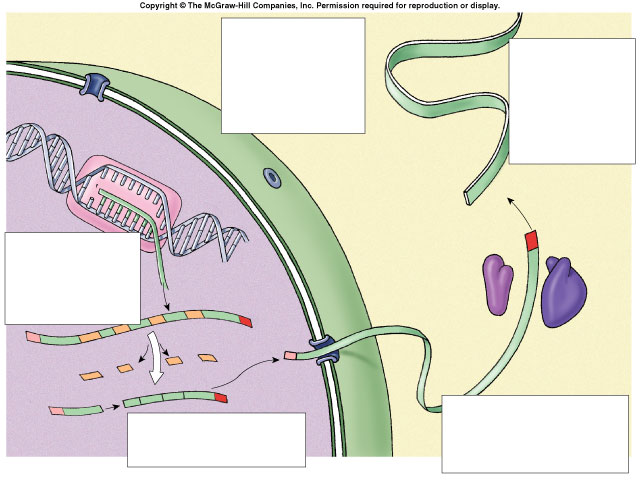 Copyright © The McGraw-Hill Companies, Inc. Permission required for reproduction or display.